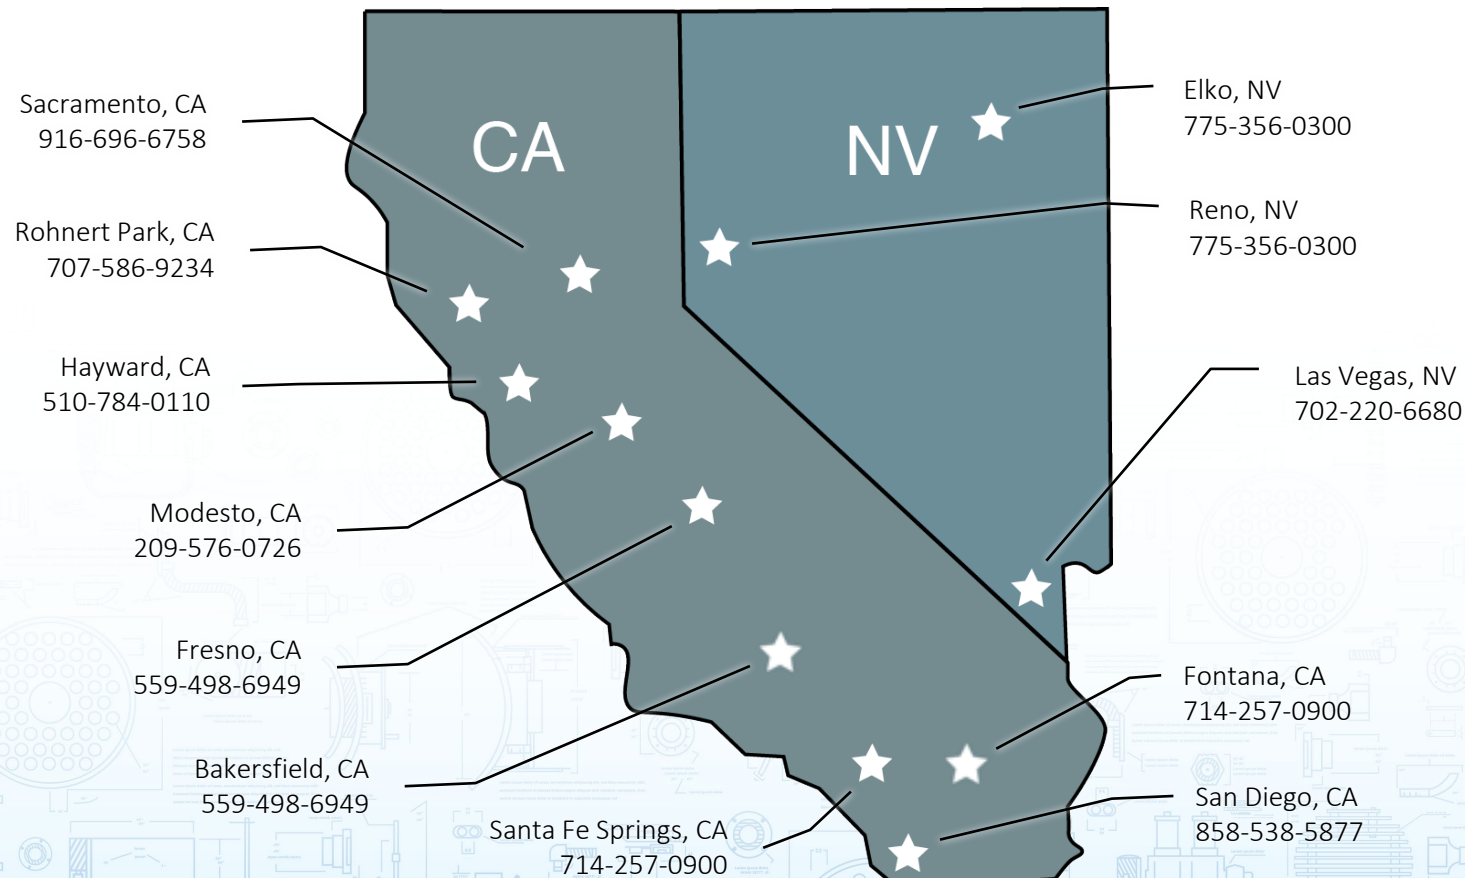 CA
NV
Sacramento, CA
916-696-6758
Rohnert Park, CA
707-586-9234
Hayward, CA
510-784-0110
Modesto, CA
209-576-0726
Fresno, CA
559-498-6949
Bakersfield, CA
559-498-6949
Santa Fe Springs, CA
714-257-0900
Elko, NV
775-356-0300
Reno, NV
775-356-0300
Las Vegas, NV
702-220-6680
Fontana, CA
714-257-0900
San Diego, CA
858-538-5877